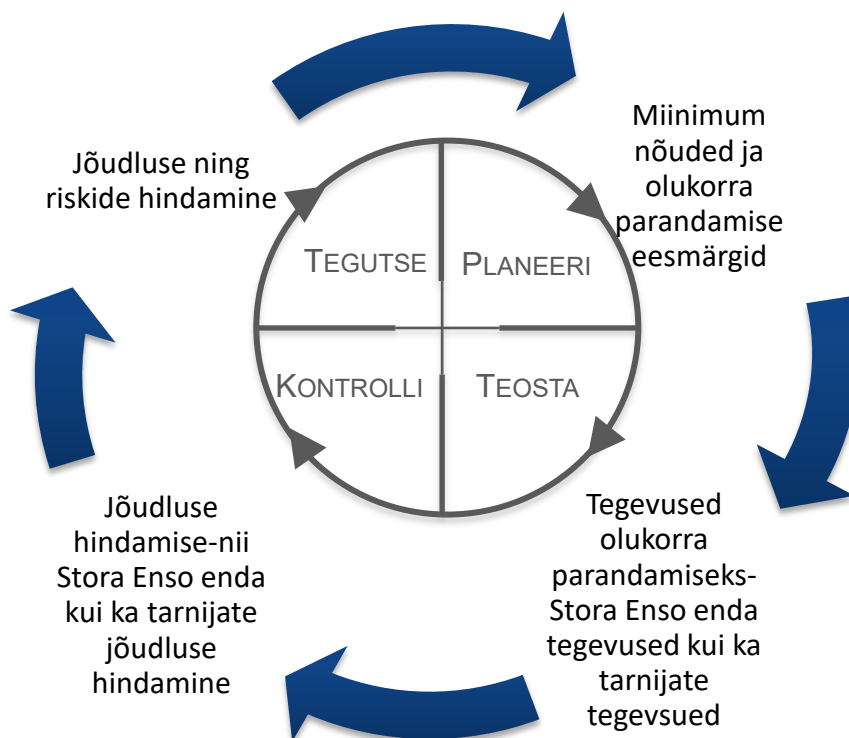 Jõudluse ning
riskide hindamine
Miinimum
nõuded ja
olukorra
parandamise
eesmärgid
TEGUTSE
PLANEERI
KONTROLLI
TEOSTA
Jõudluse
hindamise-nii
Stora Enso enda
kui ka tarnijate
jõudluse
hindamine
Tegevused
olukorra
parandamiseks-
Stora Enso enda
tegevused kui ka
tarnijate
tegevsued